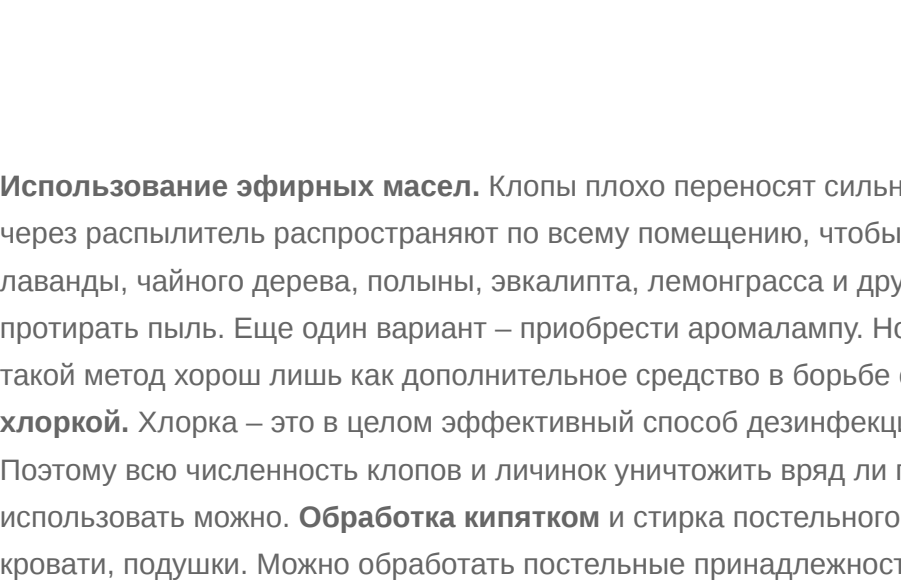 Использование эфирных масел. Клопы плохо переносят сильн
через распылитель распространяют по всему помещению, чтобы
лаванды, чайного дерева, полыны, эвкалипта, лемонграсса и дру
протирать пыль. Еще один вариант – приобрести аромалампу. Но
такой метод хорош лишь как дополнительное средство в борьбе
хлоркой. Хлорка – это в целом эффективный способ дезинфекци
Поэтому всю численность клопов и личинок уничтожить вряд ли
использовать можно. Обработка кипятком и стирка постельного
кровати, подушки. Можно обработать постельные принадлежност